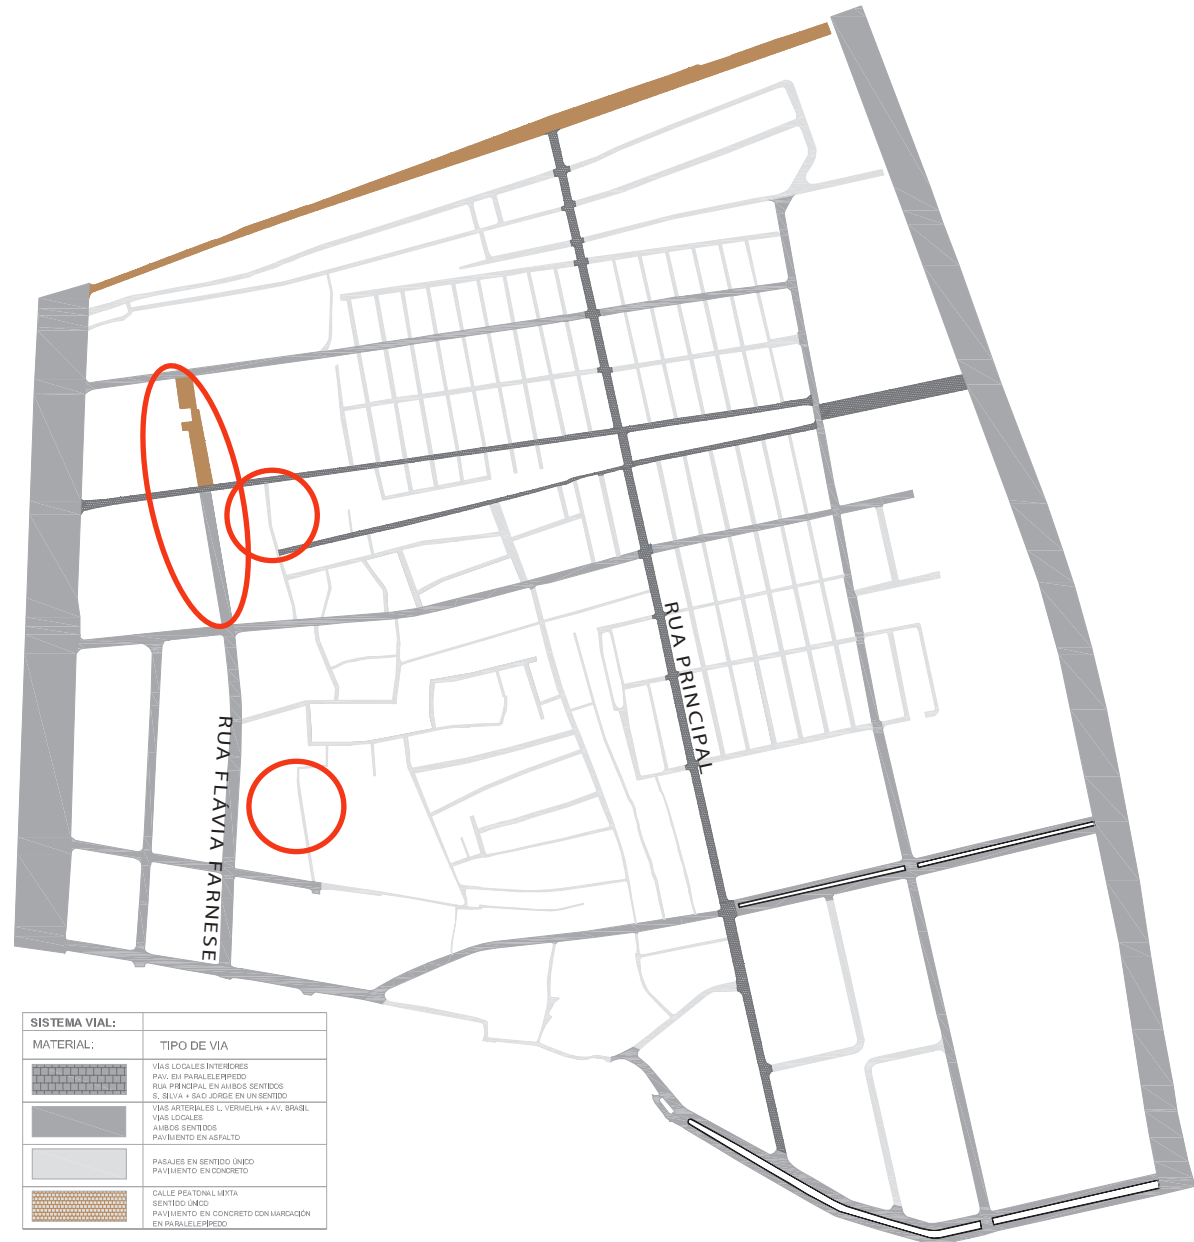 RUA PRINCIPAL
RUA FLÁVIA FARNESE
SISTEMA VIAL:
MATERIAL:
TIPO DE VIA
VÍAS LOCALES INTERIORES
PAV. EM PARALELEPÍPEDO
RUA PRINCIPAL EN AMBOS SENTIDOS
S. SILVA + SAO JORGE EN UN SENTIDO
VIAS ARTERIALES L. VERMELHA + AV. BRASIL
VIAS LOCALES
AMBOS SENTIDOS
PAVIMENTO EN ASFALTO
PASAJES EN SENTIDO ÚNICO
PAVIMENTO EN CONCRETO
CALLE PEATONAL MIXTA
SENTIDO ÚNICO
PAVIMENTO EN CONCRETO CON MARCACIÓN
EN PARALELEPÍPEDO